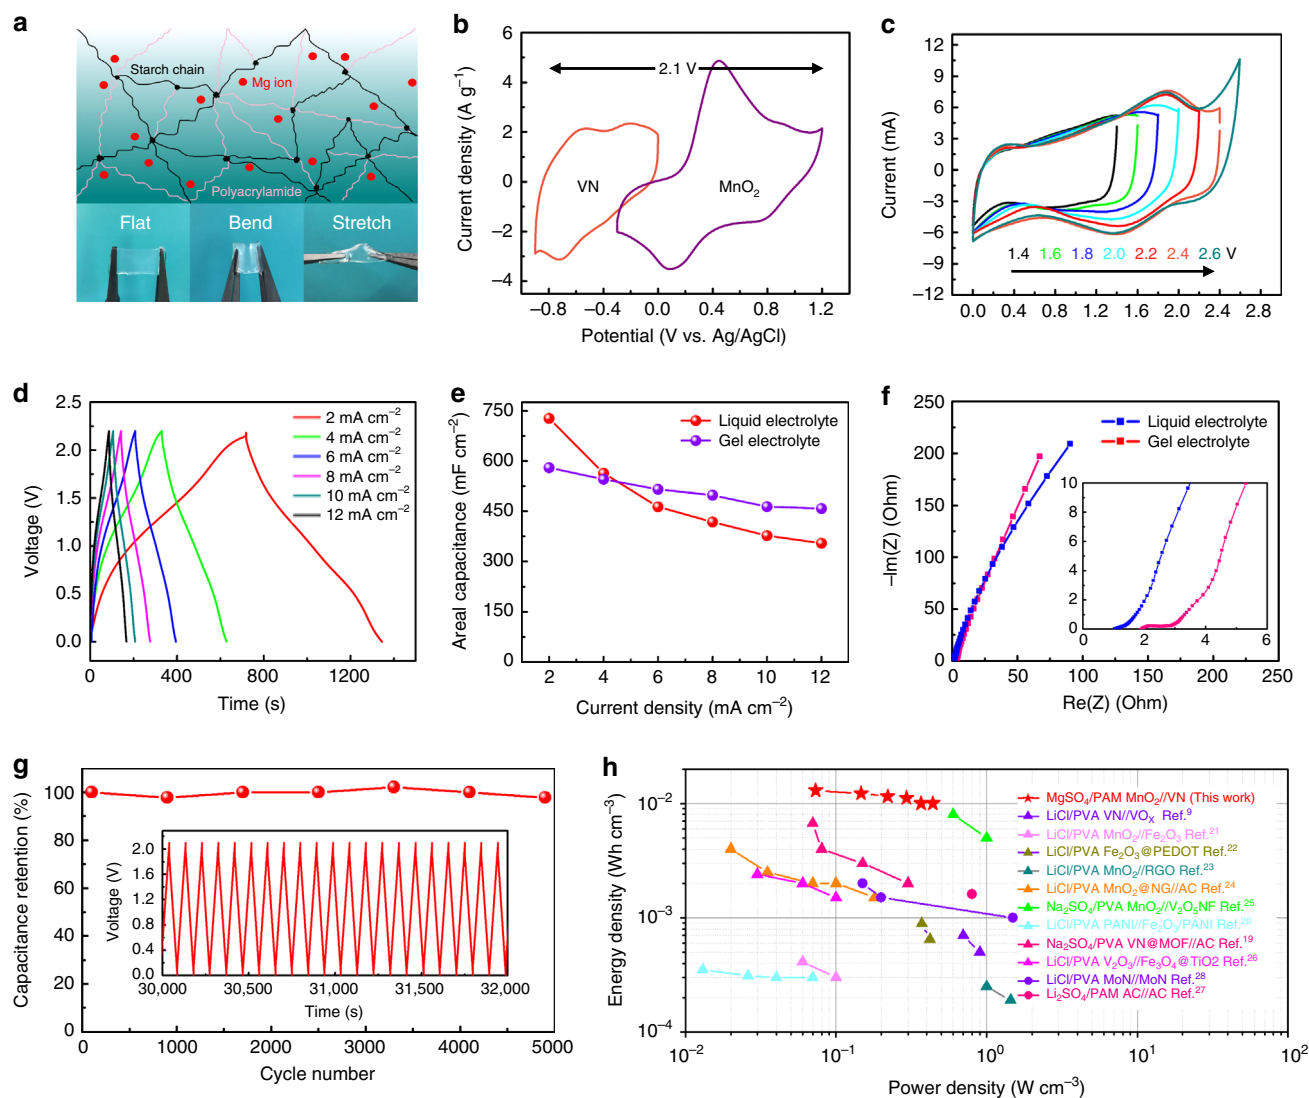 a
Starch chain
Mg ion
Polyacrylamide
Flat Bend Stretch
b
6
4
2
0
−2
−4
Current density (A g⁻¹)
2.1 V
VN
MnO₂
−0.8 −0.4 0.0 0.4 0.8 1.2
Potential (V vs. Ag/AgCl)
c
12
9
6
3
0
−3
−6
−9
−12
Current (mA)
1.4 1.6 1.8 2.0 2.2 2.4 2.6 V
0.0 0.4 0.8 1.2 1.6 2.0 2.4 2.8
d
2.5
2.0
1.5
1.0
0.5
0.0
Voltage (V)
2 mA cm⁻²
4 mA cm⁻²
6 mA cm⁻²
8 mA cm⁻²
10 mA cm⁻²
12 mA cm⁻²
0 400 800 1200
Time (s)
e
750
600
450
300
150
0
Areal capacitance (mF cm⁻²)
Liquid electrolyte
Gel electrolyte
2 4 6 8 10 12
Current density (mA cm⁻²)
f
250
200
150
100
50
0
−Im(Z) (Ohm)
Liquid electrolyte
Gel electrolyte
10
8
6
4
2
0
0 2 4 6
0 50 100 150 200 250
Re(Z) (Ohm)
g
100
80
60
40
20
0
Capacitance retention (%)
2.0
1.6
1.2
0.8
0.4
0.0
Voltage (V)
30,000 30,500 31,000 31,500 32,000
Time (s)
0 1000 2000 3000 4000 5000
Cycle number
h
10⁻²
10⁻³
10⁻⁴
Energy density (Wh cm⁻³)
MgSO₄/PAM MnO₂//VN (This work)
LiCl/PVA VN//VOₓ Ref.⁹
LiCl/PVA MnO₂//Fe₂O₃ Ref.²¹
LiCl/PVA Fe₂O₃@PEDOT Ref.²²
LiCl/PVA MnO₂//RGO Ref.²³
LiCl/PVA MnO₂@NG//AC Ref.²⁴
Na₂SO₄/PVA MnO₂//V₂O₅NF Ref.²⁵
LiCl/PVA PANI//Fe₂O₃/PANI Ref.²⁰
Na₂SO₄/PVA VN@MOF//AC Ref.¹⁹
LiCl/PVA V₂O₃//Fe₃O₄@TiO2 Ref.²⁶
LiCl/PVA MoN//MoN Ref.²⁸
Li₂SO₄/PAM AC//AC Ref.²⁷
10⁻² 10⁻¹ 10⁰ 10¹ 10²
Power density (W cm⁻³)